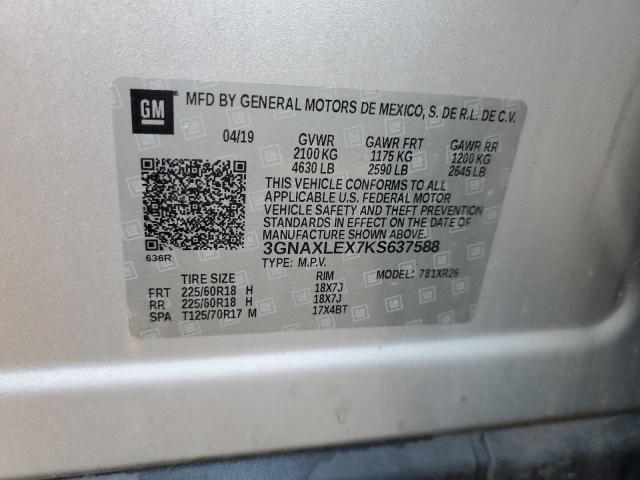 GM MFD BY GENERAL MOTORS DE MEXICO, S. DE R.L. DE C.V.
04/19 GVWR GAWR FRT GAWR RR
2100 KG 1175 KG 1200 KG
4630 LB 2590 LB 2645 LB
THIS VEHICLE CONFORMS TO ALL
APPLICABLE U.S. FEDERAL MOTOR
VEHICLE SAFETY AND THEFT PREVENTION
STANDARDS IN EFFECT ON THE DATE OF
MANUFACTURE SHOWN ABOVE
636R 3GNAXLEX7KS637588
TYPE: M.P.V. MODEL: 781XR26
TIRE SIZE RIM
FRT 225/60R18 H 18X7J
RR 225/60R18 H 18X7J
SPA T125/70R17 M 17X4BT